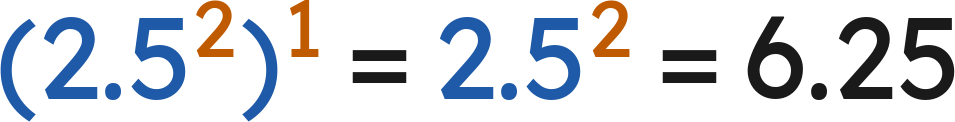 (2.5²)¹ = 2.5² = 6.25